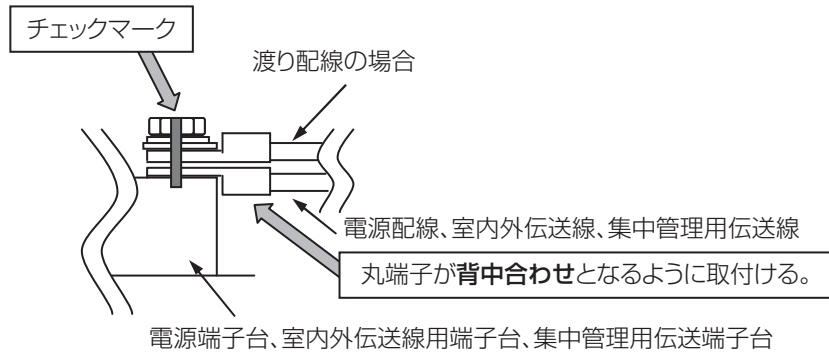 チェックマーク
渡り配線の場合
電源配線、室内外伝送線、集中管理用伝送線
丸端子が背中合わせとなるように取付ける。
電源端子台、室内外伝送線用端子台、集中管理用伝送端子台